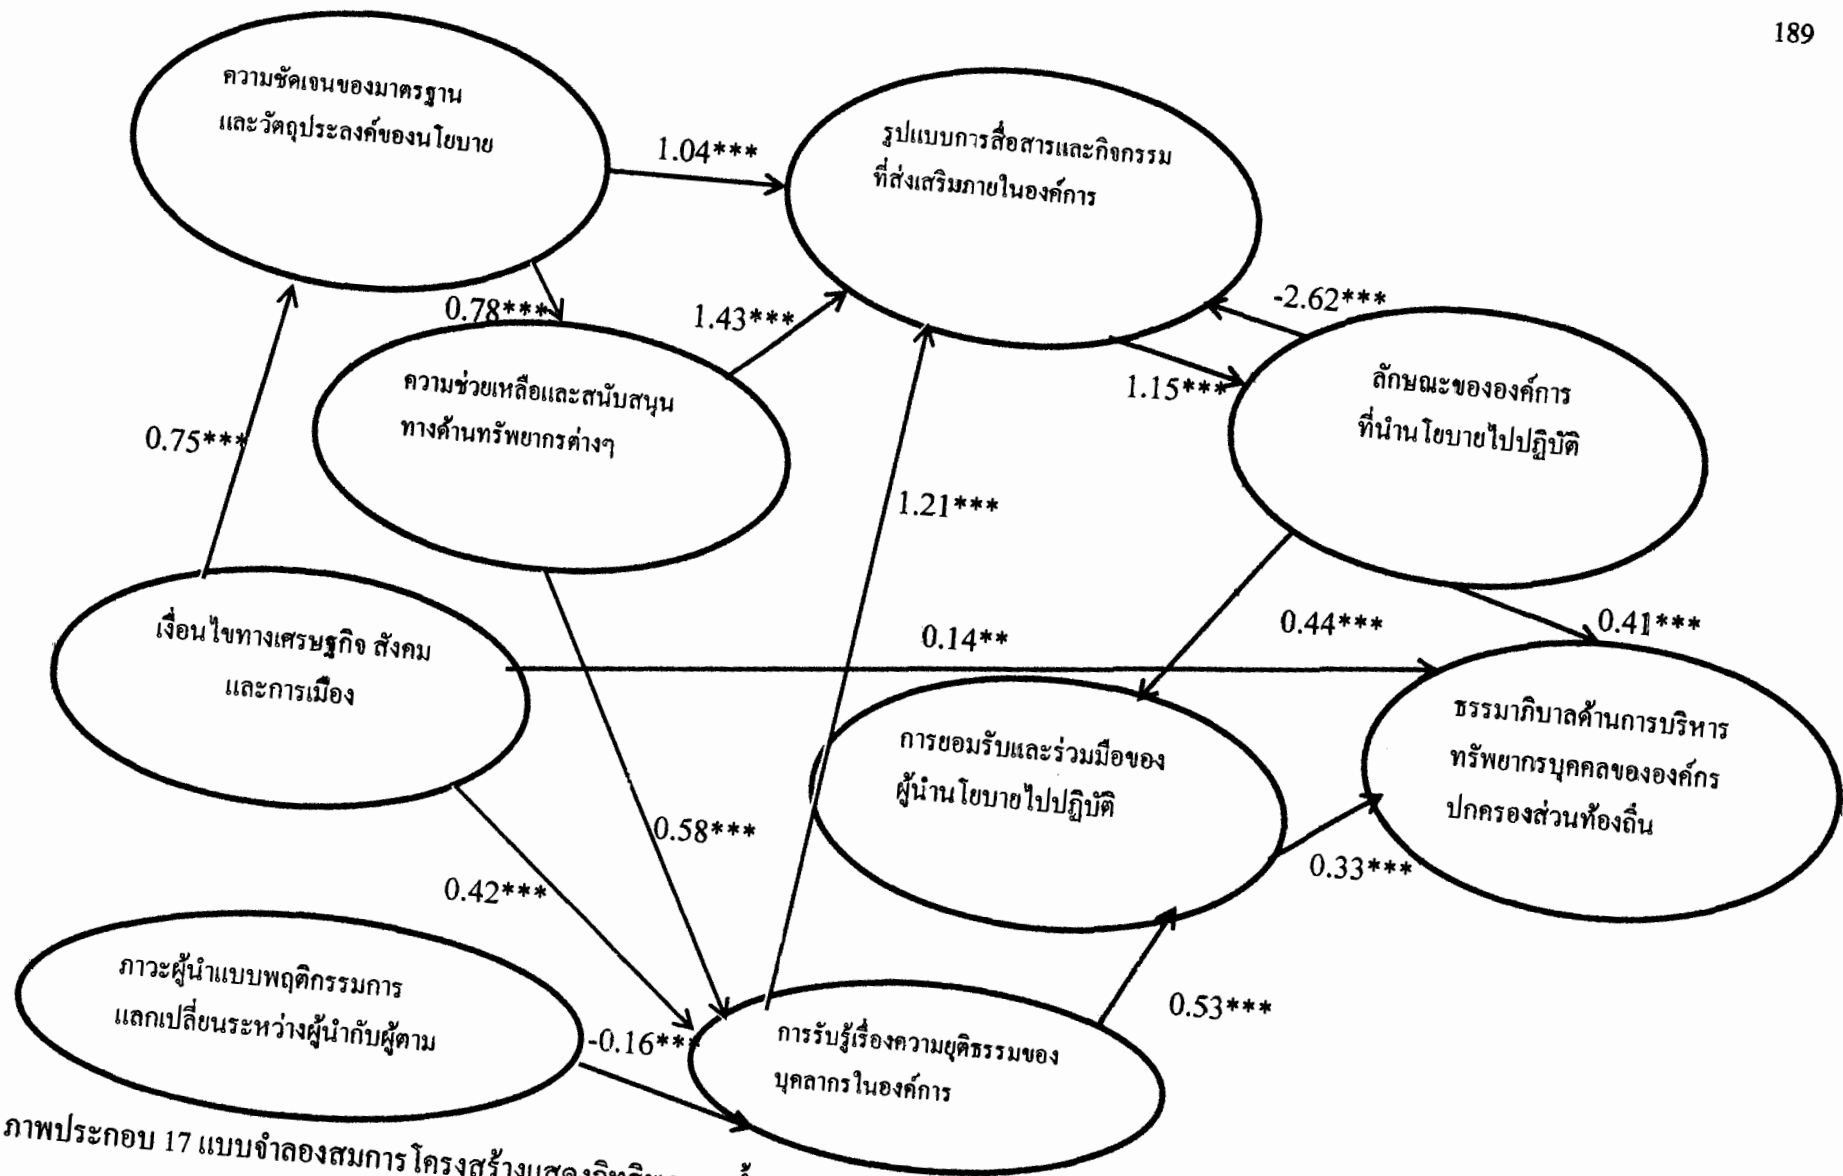 189
ความชัดเจนของมาตรฐาน
และวัตถุประสงค์ของนโยบาย
1.04***
รูปแบบการสื่อสารและกิจกรรม
ที่ส่งเสริมภายในองค์การ
0.78***
1.43***
-2.62***
1.15***
ความช่วยเหลือและสนับสนุน
ทางด้านทรัพยากรต่างๆ
ลักษณะขององค์การ
ที่นำนโยบายไปปฏิบัติ
0.75***
1.21***
เงื่อนไขทางเศรษฐกิจ สังคม
และการเมือง
0.14**
0.44***
0.41***
การยอมรับและร่วมมือของ
ผู้นำนโยบายไปปฏิบัติ
ธรรมาภิบาลด้านการบริหาร
ทรัพยากรบุคคลขององค์กร
ปกครองส่วนท้องถิ่น
0.58***
0.42***
0.33***
ภาวะผู้นำแบบพฤติกรรมการ
แลกเปลี่ยนระหว่างผู้นำกับผู้ตาม
-0.16***
0.53***
การรับรู้เรื่องความยุติธรรมของ
บุคลากรในองค์การ
ภาพประกอบ 17 แบบจำลองสมการโครงสร้างแสดง